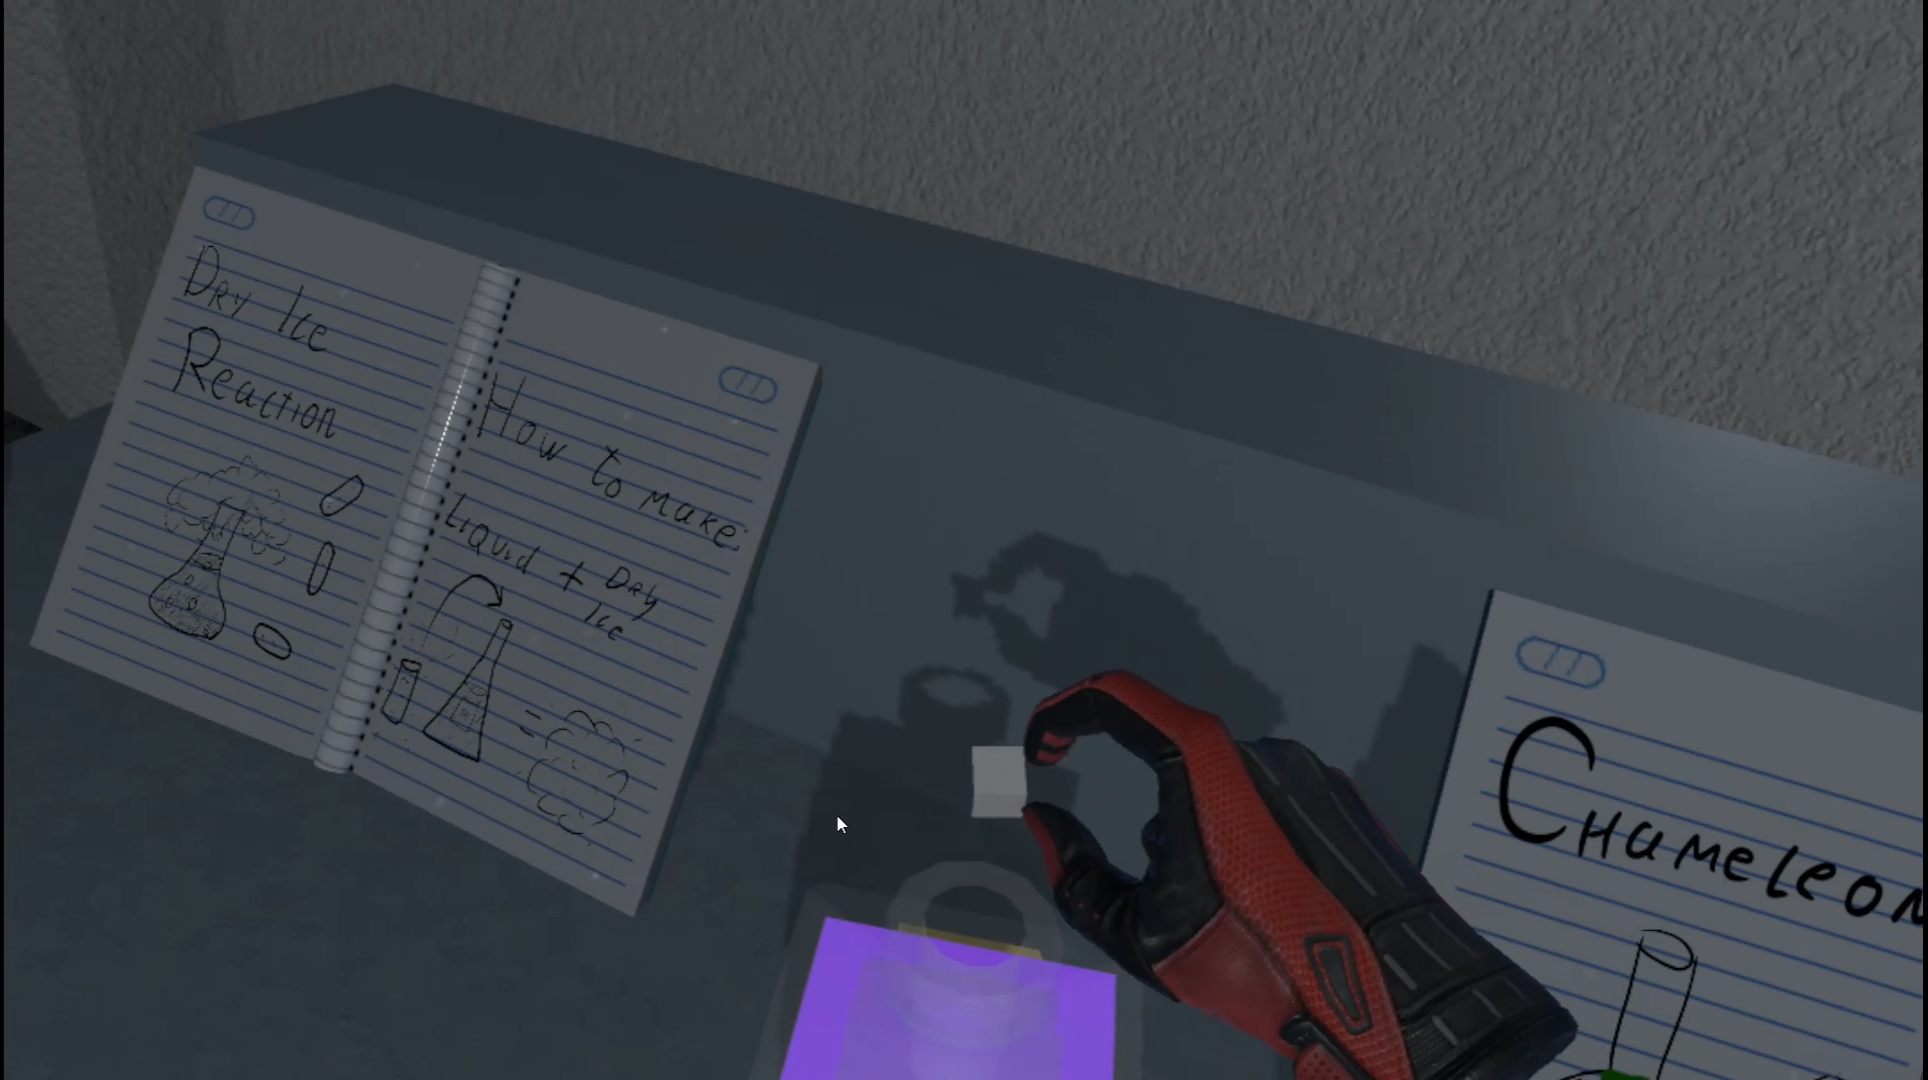 Dry Ice
Reaction
How to make:
Liquid + Dry
Ice
=
Chameleon